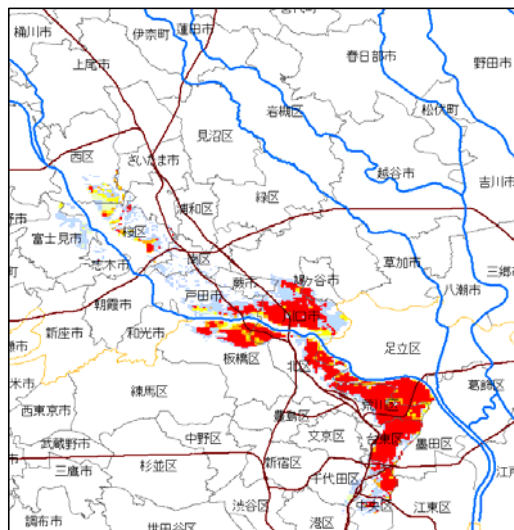 桶川市
伊奈町
蓮田市
春日部市
野田市
上尾市
岩槻区
松伏町
見沼区
西区
さいたま市
越谷市
吉川市
緑区
浦和区
桜区
富士見市
南区
草加市
三郷市
志木市
鳩ヶ谷市
蕨市
八潮市
戸田市
朝霞市
川口市
新座市
和光市
足立区
板橋区
北区
葛飾区
練馬区
荒川区
西東京市
豊島区
文京区
台東区
墨田区
武蔵野市
中野区
新宿区
三鷹市
杉並区
千代田区
渋谷区
中央区
江東区
調布市
世田谷区
港区